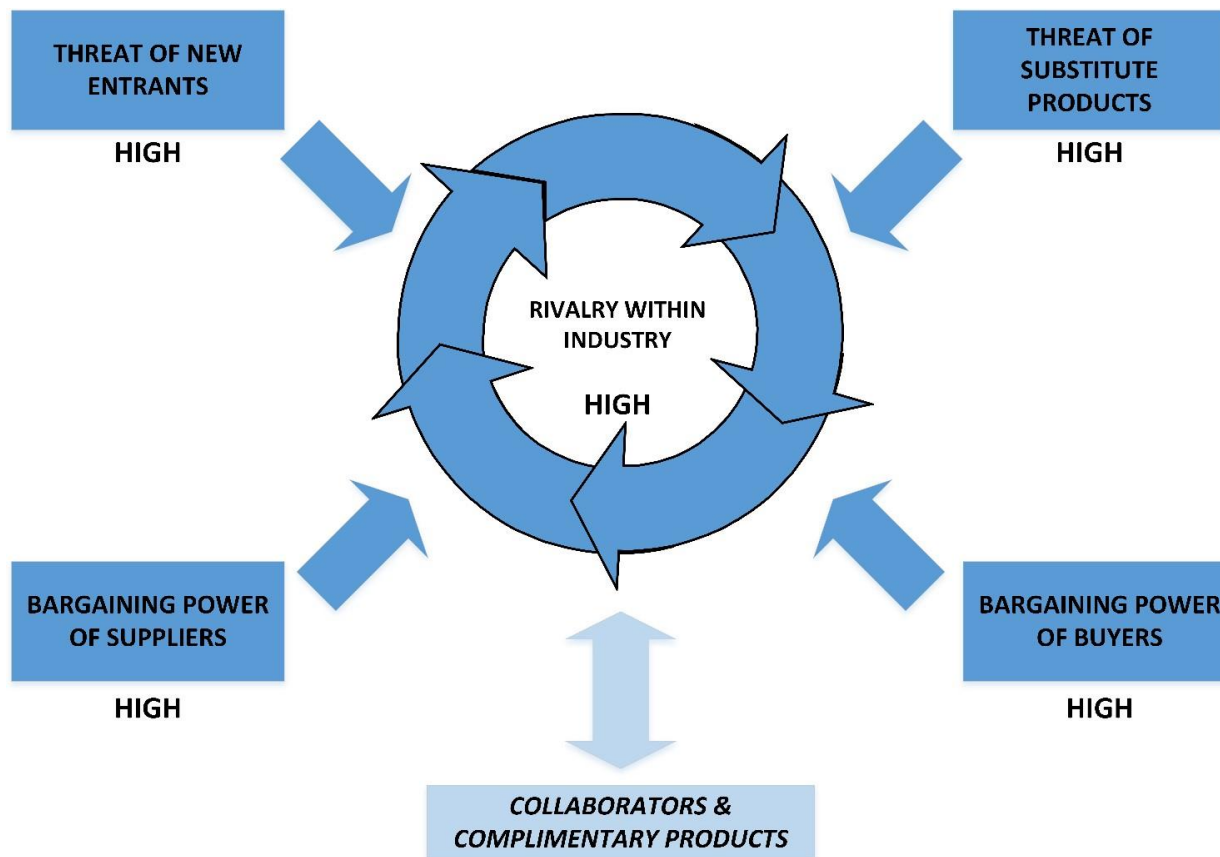 THREAT OF NEW
ENTRANTS
HIGH
THREAT OF
SUBSTITUTE
PRODUCTS
HIGH
RIVALRY WITHIN
INDUSTRY
HIGH
BARGAINING POWER
OF SUPPLIERS
HIGH
BARGAINING POWER
OF BUYERS
HIGH
COLLABORATORS &
COMPLIMENTARY PRODUCTS